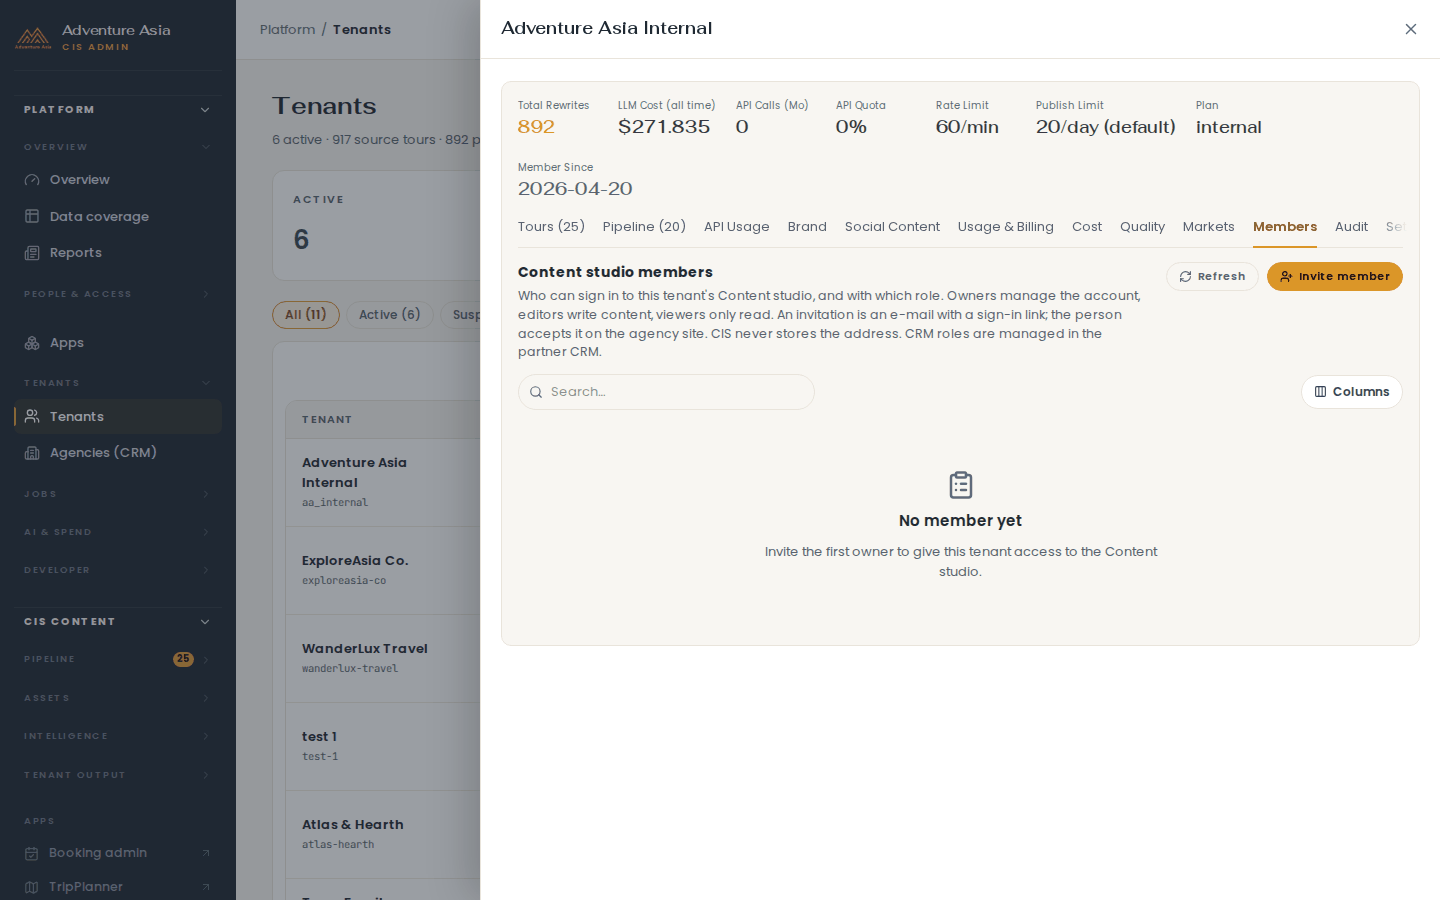 Adventure Asia
CIS ADMIN
PLATFORM
OVERVIEW
Overview
Data coverage
Reports
PEOPLE & ACCESS
Apps
TENANTS
Tenants
Agencies (CRM)
JOBS
AI & SPEND
DEVELOPER
CIS CONTENT
PIPELINE 25
ASSETS
INTELLIGENCE
TENANT OUTPUT
APPS
Booking admin
TripPlanner
Platform / Tenants
Tenants
6 active · 917 source tours · 892 p
ACTIVE
6
All (11) Active (6) Susp
TENANT
Adventure Asia
Internal
aa_internal
ExploreAsia Co.
exploreasia-co
WanderLux Travel
wanderlux-travel
test 1
test-1
Atlas & Hearth
atlas-hearth
Adventure Asia Internal
Total Rewrites LLM Cost (all time) API Calls (Mo) API Quota Rate Limit Publish Limit Plan
892 $271.835 0 0% 60/min 20/day (default) internal
Member Since
2026-04-20
Tours (25) Pipeline (20) API Usage Brand Social Content Usage & Billing Cost Quality Markets Members Audit Set
Content studio members
Refresh Invite member
Who can sign in to this tenant's Content studio, and with which role. Owners manage the account,
editors write content, viewers only read. An invitation is an e-mail with a sign-in link; the person
accepts it on the agency site. CIS never stores the address. CRM roles are managed in the
partner CRM.
Search...
Columns
No member yet
Invite the first owner to give this tenant access to the Content
studio.